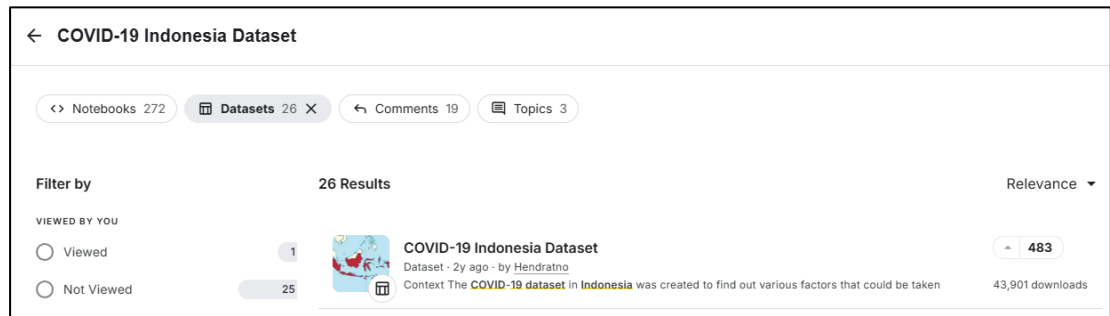 ← COVID-19 Indonesia Dataset
<> Notebooks 272 Datasets 26 X Comments 19 Topics 3
Filter by
26 Results
Relevance
VIEWED BY YOU
Viewed 1
Not Viewed 25
COVID-19 Indonesia Dataset
483
Dataset · 2y ago · by Hendratno
Context The COVID-19 dataset in Indonesia was created to find out various factors that could be taken
43,901 downloads